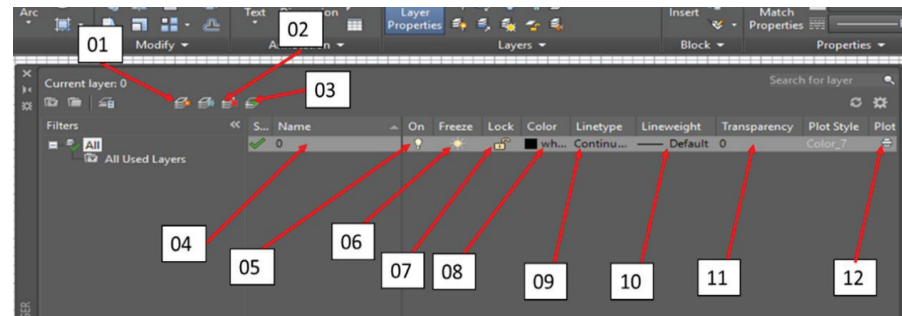 Arc
Text
Dimension
Layer
Properties
Insert
Match
Properties
01
Modify
02
Annotation
Layers
Block
Properties
Current layer: 0
03
Search for layer
Filters
S... Name On Freeze Lock Color Linetype Lineweight Transparency Plot Style Plot
All
0 wh... Continu... Default 0 Color_7
All Used Layers
04
05
06
07
08
09
10
11
12